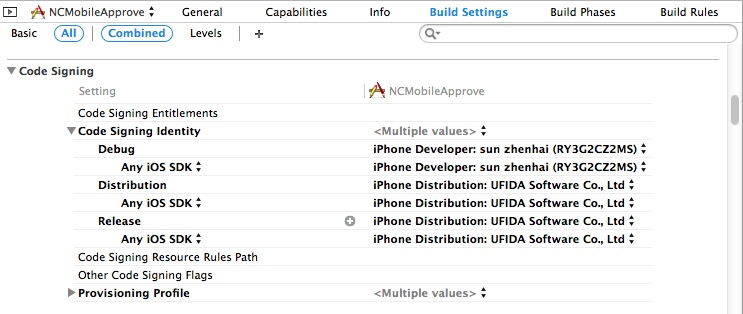 NCMobileApprove General Capabilities Info Build Settings Build Phases Build Rules
Basic All Combined Levels +
Code Signing
Setting NCMobileApprove
Code Signing Entitlements
Code Signing Identity <Multiple values>
Debug iPhone Developer: sun zhenhai (RY3G2CZ2MS)
Any iOS SDK iPhone Developer: sun zhenhai (RY3G2CZ2MS)
Distribution iPhone Distribution: UFIDA Software Co., Ltd
Any iOS SDK iPhone Distribution: UFIDA Software Co., Ltd
Release iPhone Distribution: UFIDA Software Co., Ltd
Any iOS SDK iPhone Distribution: UFIDA Software Co., Ltd
Code Signing Resource Rules Path
Other Code Signing Flags
Provisioning Profile <Multiple values>